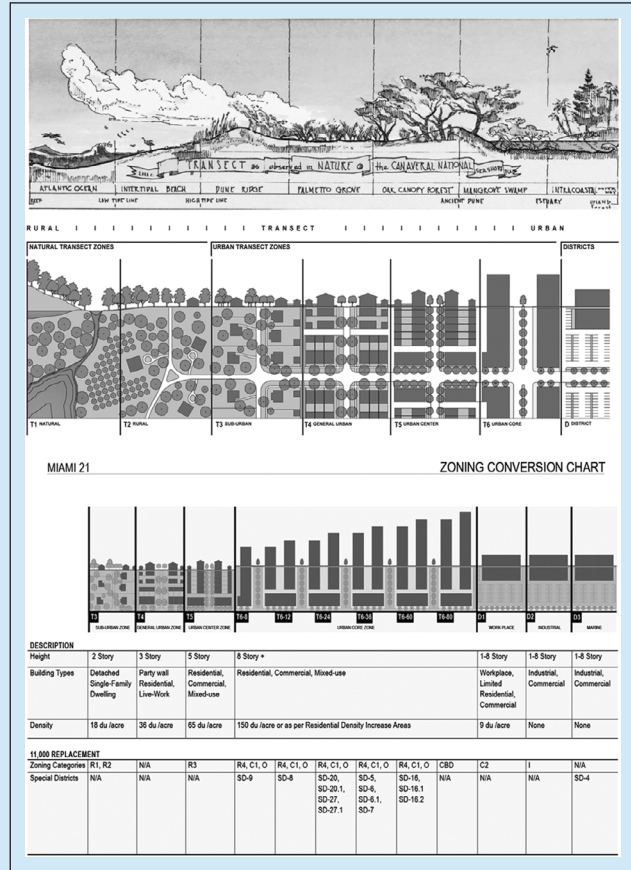 TRANSECT as observed in NATURE @ the CANAVERAL NATIONAL SEASHORE
ATLANTIC OCEAN INTERTIDAL BEACH DUNE RIDGE PALMETTO GROVE OAK CANOPY FOREST MANGROVE SWAMP INTRACOASTAL
LOW TIDE LINE HIGH TIDE LINE ANCIENT DUNE ESTUARY
RURAL I I I I I I I TRANSECT I I I I I I I URBAN
NATURAL TRANSECT ZONES URBAN TRANSECT ZONES DISTRICTS
T1 NATURAL T2 RURAL T3 SUB-URBAN T4 GENERAL URBAN T5 URBAN CENTER T6 URBAN CORE D DISTRICT
MIAMI 21 ZONING CONVERSION CHART
T3 T4 T5 T6-8 T6-12 T6-24 T6-36 T6-60 T6-80 D1 D2 D3
SUB-URBAN ZONE GENERAL URBAN ZONE URBAN CENTER ZONE URBAN CORE ZONE WORK PLACE INDUSTRIAL MARINE
DESCRIPTION
Height 2 Story 3 Story 5 Story 8 Story + 1-8 Story 1-8 Story 1-8 Story
Building Types Detached Party wall Residential, Residential, Commercial, Mixed-use Workplace, Industrial, Industrial,
Single-Family Residential, Commercial, Limited Commercial Commercial
Dwelling Live-Work Mixed-use Residential,
Commercial
Density 18 du /acre 36 du /acre 65 du /acre 150 du /acre or as per Residential Density Increase Areas 9 du /acre None None
11,000 REPLACEMENT
Zoning Categories R1, R2 N/A R3 R4, C1, O R4, C1, O R4, C1, O R4, C1, O R4, C1, O CBD C2 I N/A
Special Districts N/A N/A N/A SD-9 SD-8 SD-20, SD-5, SD-16, N/A N/A N/A SD-4
SD-20.1, SD-6, SD-16.1
SD-27, SD-6.1, SD-16.2
SD-27.1 SD-7